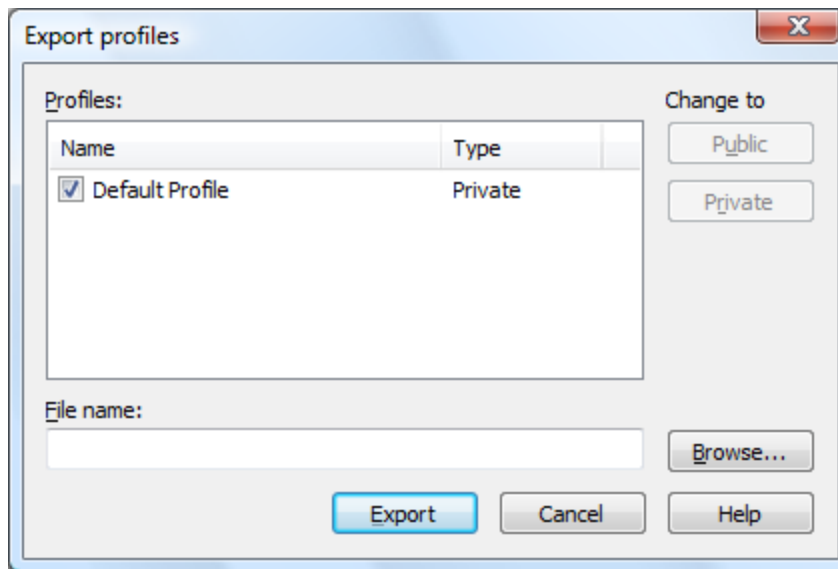 Export profiles
Profiles:
Change to
Name Type
Public
Default Profile Private
Private
File name:
Browse...
Export Cancel Help